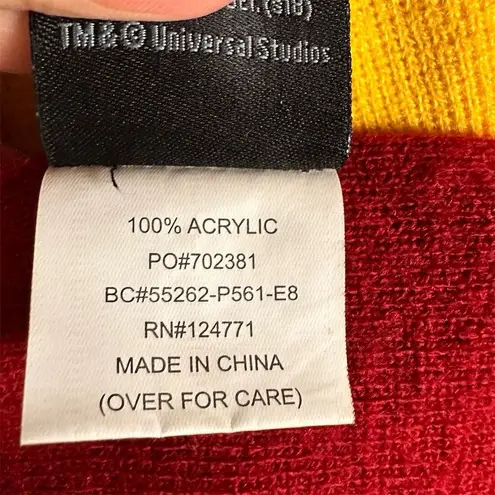 (s18)
TM & © Universal Studios
100% ACRYLIC
PO#702381
BC#55262-P561-E8
RN#124771
MADE IN CHINA
(OVER FOR CARE)